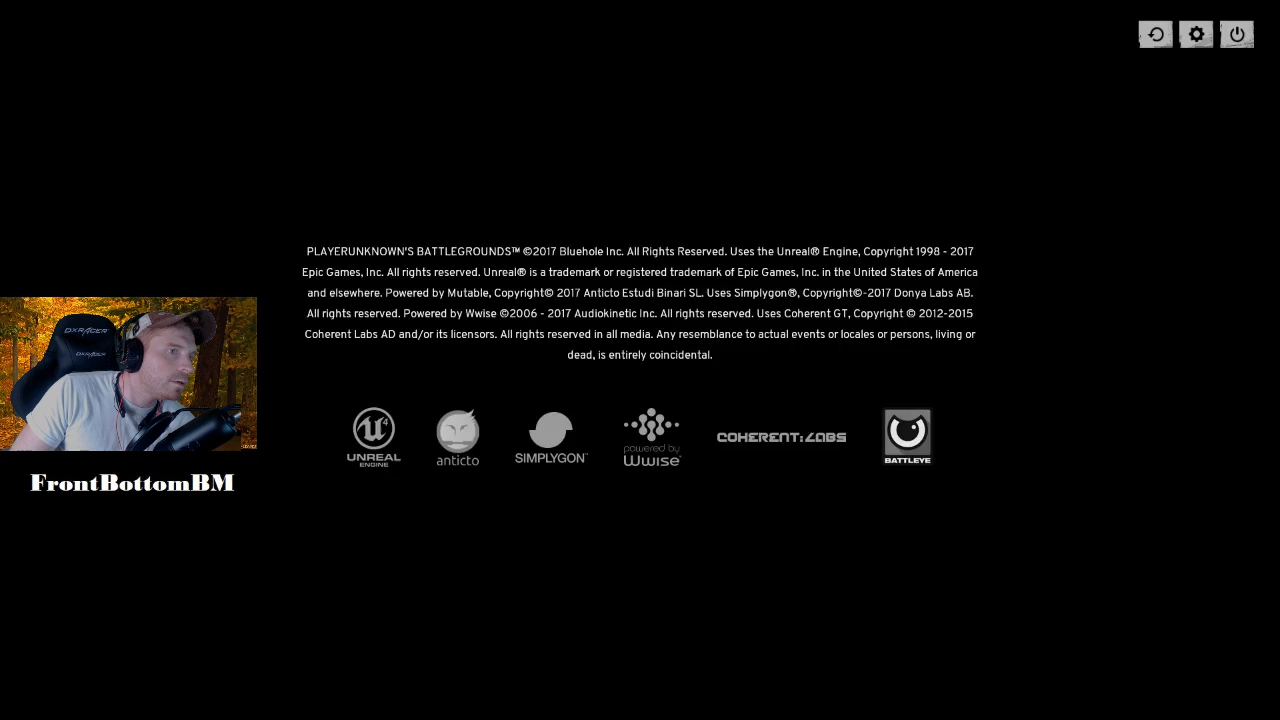 PLAYERUNKNOWN'S BATTLEGROUNDS™ ©2017 Bluehole Inc. All Rights Reserved. Uses the Unreal® Engine, Copyright 1998 - 2017
Epic Games, Inc. All rights reserved. Unreal® is a trademark or registered trademark of Epic Games, Inc. in the United States of America
and elsewhere. Powered by Mutable, Copyright© 2017 Anticto Estudi Binari SL. Uses Simplygon®, Copyright©-2017 Donya Labs AB.
All rights reserved. Powered by Wwise ©2006 - 2017 Audiokinetic Inc. All rights reserved. Uses Coherent GT, Copyright © 2012-2015
Coherent Labs AD and/or its licensors. All rights reserved in all media. Any resemblance to actual events or locales or persons, living or
dead, is entirely coincidental.
DXRACER
DXRACER
UNREAL
ENGINE
4
anticto
SIMPLYGON™
powered by
Wwise
COHERENT:LABS
BATTLEYE
FrontBottomBM